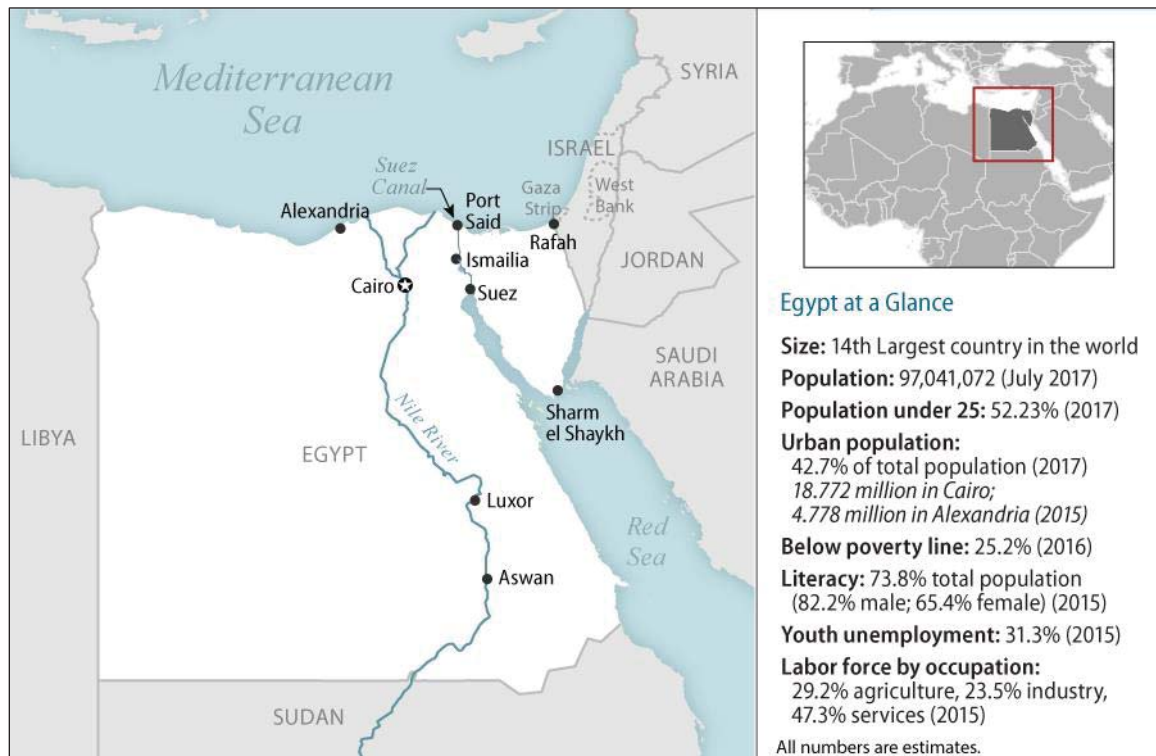 Mediterranean
Sea
SYRIA
ISRAEL
Suez
Canal
Port
Said
Gaza
Strip
West
Bank
Alexandria
Rafah
Ismailia
JORDAN
Cairo
Suez
SAUDI
ARABIA
Sharm
el Shaykh
LIBYA
Nile River
EGYPT
Luxor
Red
Sea
Aswan
SUDAN
Egypt at a Glance
Size: 14th Largest country in the world
Population: 97,041,072 (July 2017)
Population under 25: 52.23% (2017)
Urban population:
42.7% of total population (2017)
18.772 million in Cairo;
4.778 million in Alexandria (2015)
Below poverty line: 25.2% (2016)
Literacy: 73.8% total population
(82.2% male; 65.4% female) (2015)
Youth unemployment: 31.3% (2015)
Labor force by occupation:
29.2% agriculture, 23.5% industry,
47.3% services (2015)
All numbers are estimates.